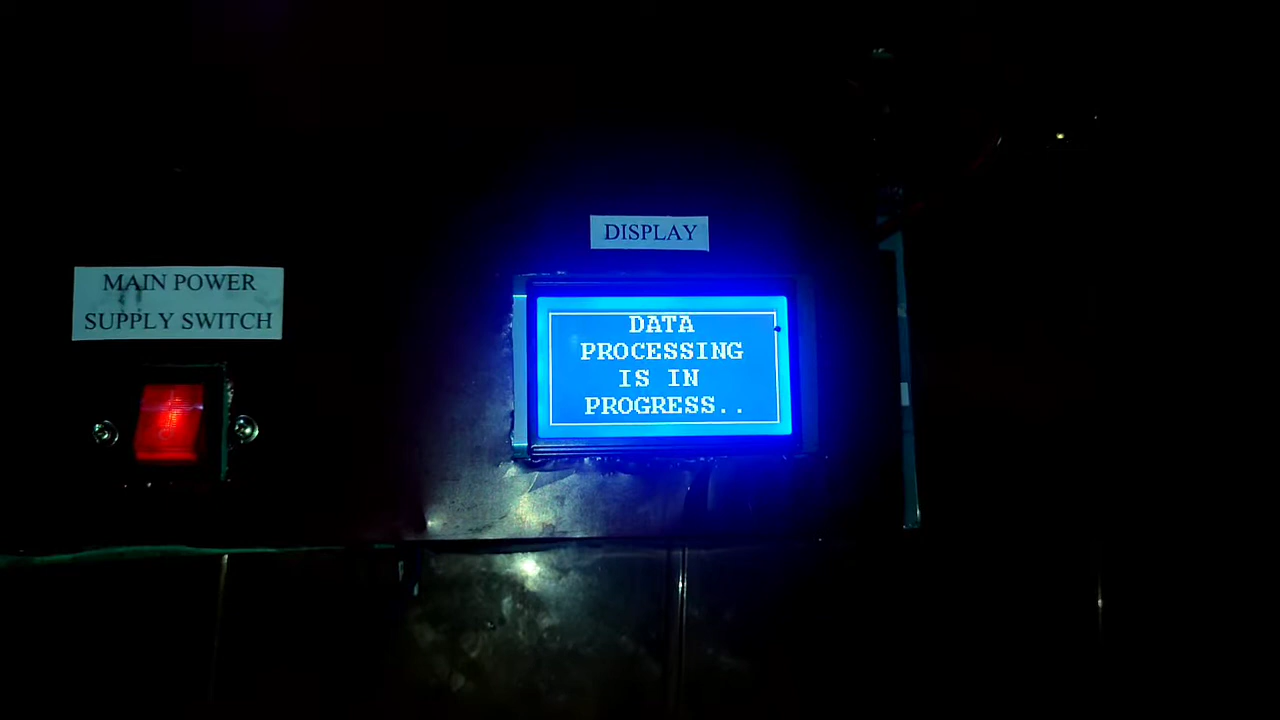 DISPLAY
MAIN POWER
SUPPLY SWITCH
DATA
PROCESSING
IS IN
PROGRESS..